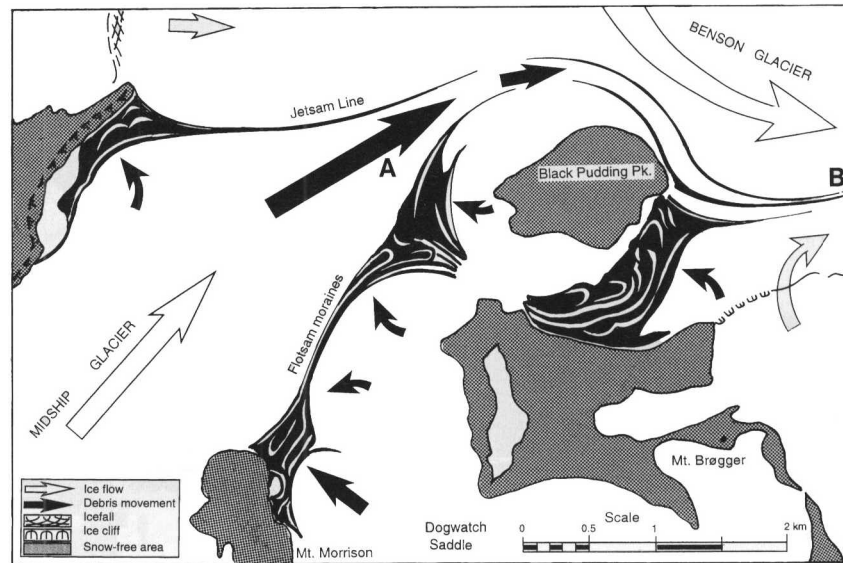 BENSON GLACIER
Jetsam Line
A
Black Pudding Pk.
B
Flotsam moraines
MIDSHIP GLACIER
Mt. Brøgger
Ice flow
Debris movement
Icefall
Ice cliff
Snow-free area
Mt. Morrison
Dogwatch
Saddle
Scale
0 0.5 1 2 km